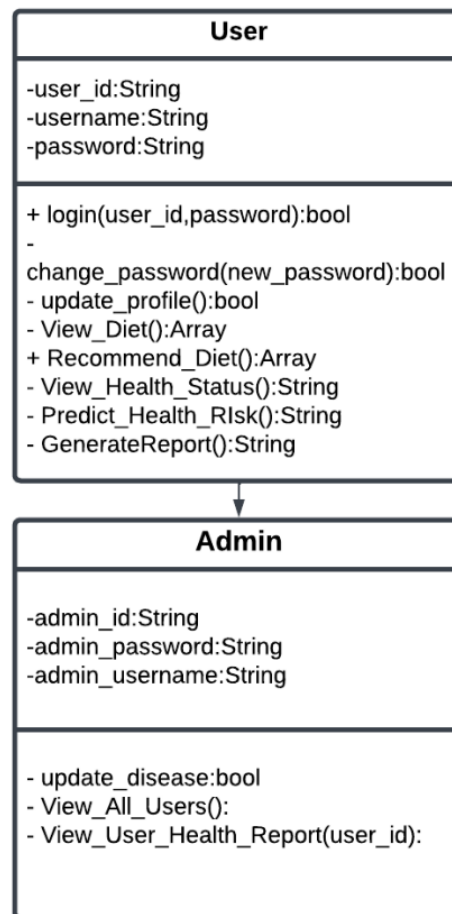 User
-user_id:String
-username:String
-password:String
+ login(user_id,password):bool
-
change_password(new_password):bool
- update_profile():bool
- View_Diet():Array
+ Recommend_Diet():Array
- View_Health_Status():String
- Predict_Health_RIsk():String
- GenerateReport():String
Admin
-admin_id:String
-admin_password:String
-admin_username:String
- update_disease:bool
- View_All_Users():
- View_User_Health_Report(user_id):